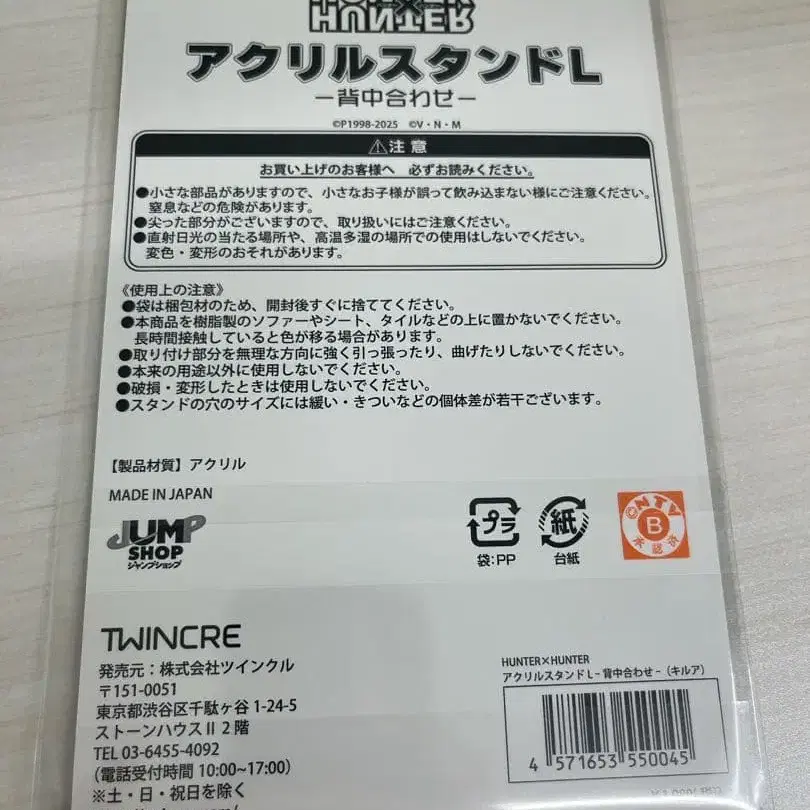 HUNTER×HUNTER
アクリルスタンドL
－背中合わせ－
©P1998-2025 ©V・N・M
⚠注意
お買い上げのお客様へ 必ずお読みください。
●小さな部品がありますので、小さなお子様が誤って飲み込まない様にご注意ください。
窒息などの危険があります。
●尖った部分がございますので、取り扱いにはご注意ください。
●直射日光の当たる場所や、高温多湿の場所での使用はしないでください。
変色・変形のおそれがあります。
《使用上の注意》
●袋は梱包材のため、開封後すぐに捨ててください。
●本商品を樹脂製のソファーやシート、タイルなどの上に置かないでください。
長時間接触していると色が移る場合があります。
●取り付け部分を無理な方向に強く引っ張ったり、曲げたりしないでください。
●本来の用途以外に使用しないでください。
●破損・変形したときは使用しないでください。
●スタンドの穴のサイズには緩い・きついなどの個体差が若干ございます。
【製品材質】アクリル
MADE IN JAPAN
JUMP
SHOP
ジャンプショップ
プラ
袋:PP
紙
台紙
©NTV
B
承認済
TWINCRE
発売元：株式会社ツインクル
〒151-0051
東京都渋谷区千駄ヶ谷 1-24-5
ストーンハウスⅡ 2 階
TEL 03-6455-4092
（電話受付時間 10:00~17:00）
※土・日・祝日を除く
HUNTER×HUNTER
アクリルスタンド L－背中合わせ－（キルア）
4 571653 550045